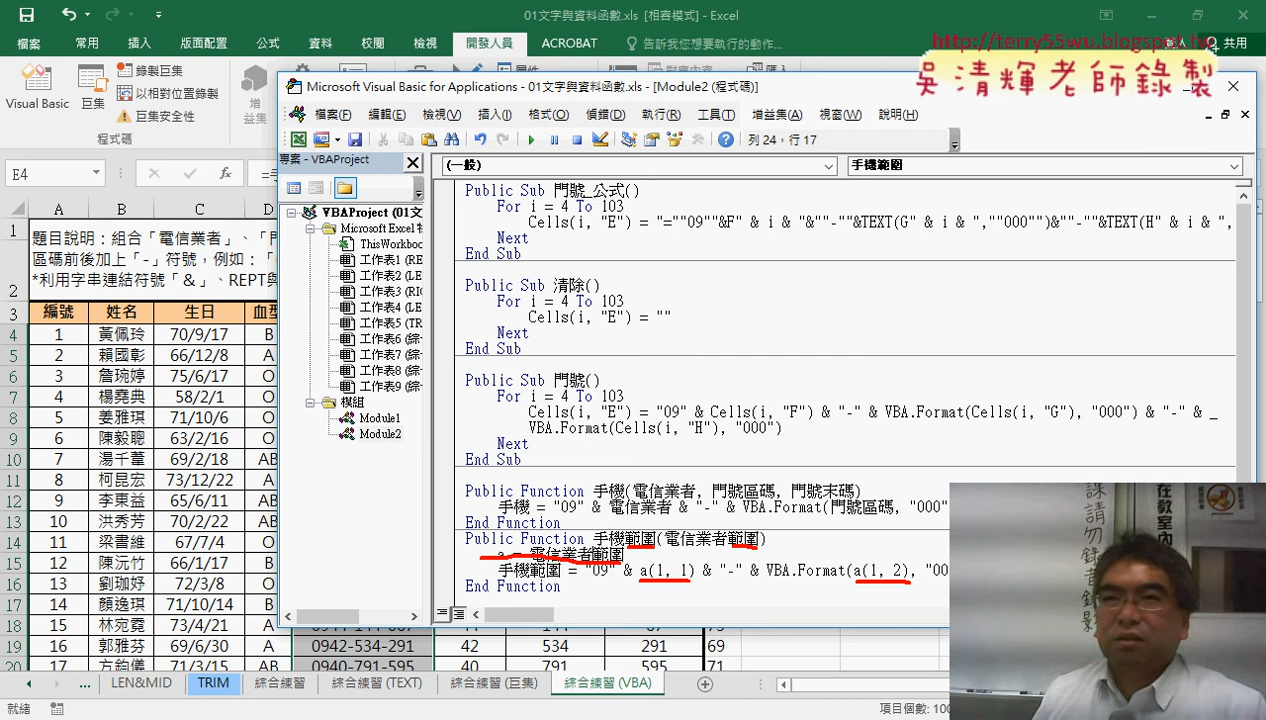 01文字與資料函數.xls [相容模式] - Excel
檔案 常用 插入 版面配置 公式 資料 校閱 檢視 開發人員 ACROBAT 告訴我您想要執行的動作... 共用
http://terry55wu.blogspot.tw
吳清輝老師錄製
Visual Basic 巨集 錄製巨集 以相對位置錄製 巨集安全性
程式碼
Microsoft Visual Basic for Applications - 01文字與資料函數.xls - [Module2 (程式碼)]
檔案(F) 編輯(E) 檢視(V) 插入(I) 格式(O) 偵錯(D) 執行(R) 工具(T) 增益集(A) 視窗(W) 說明(H)
列 24，行 17
E4
專案 - VBAProject
(一般) 手機範圍
VBAProject (01文
Microsoft Excel
ThisWorkboo
工作表1 (RE
工作表2 (LE
工作表3 (RIG
工作表4 (LE
工作表5 (TR
工作表6 (綜
工作表7 (綜
工作表8 (綜
工作表9 (綜
模組
Module1
Module2
Public Sub 門號_公式()
For i = 4 To 103
Cells(i, "E") = "=""09""&F" & i & "&""-""&TEXT(G" & i & ",""000"")&""-""&TEXT(H" & i & ",
Next
End Sub
Public Sub 清除()
For i = 4 To 103
Cells(i, "E") = ""
Next
End Sub
Public Sub 門號()
For i = 4 To 103
Cells(i, "E") = "09" & Cells(i, "F") & "-" & VBA.Format(Cells(i, "G"), "000") & "-" & _
VBA.Format(Cells(i, "H"), "000")
Next
End Sub
Public Function 手機(電信業者, 門號區碼, 門號末碼)
手機 = "09" & 電信業者 & "-" & VBA.Format(門號區碼, "000"
End Function
Public Function 手機範圍(電信業者範圍)
a = 電信業者範圍
手機範圍 = "09" & a(1, 1) & "-" & VBA.Format(a(1, 2), "00
End Function
題目說明：組合「電信業者」、「門
區碼前後加上「-」符號，例如：「
*利用字串連結符號「&」、REPT與
編號 姓名 生日 血型
1 黃佩玲 70/9/17 B
2 賴國彰 66/12/8 A
3 詹琬婷 75/6/17 O
4 楊堯典 58/2/1 O
5 姜雅琪 71/10/6 O
6 陳毅聰 63/2/16 O
7 湯千葦 69/2/18 AB
8 柯昆宏 73/12/22 A
9 李東益 65/6/11 AB
10 洪秀芳 70/2/22 AB
11 梁書維 67/7/4 O
12 陳沅竹 66/1/17 B
13 劉珈妤 72/3/8 O
14 顏逸琪 71/10/14 B
15 林宛霓 73/4/21 A
16 郭雅芬 69/6/30 A 0942-534-291 42 534 291 69
17 方鈞儀 71/3/15 AB 0940-791-595 40 791 595 71
... LEN&MID TRIM 綜合練習 綜合練習 (TEXT) 綜合練習 (巨集) 綜合練習 (VBA)
就緒
在教室內
請勿錄音錄影